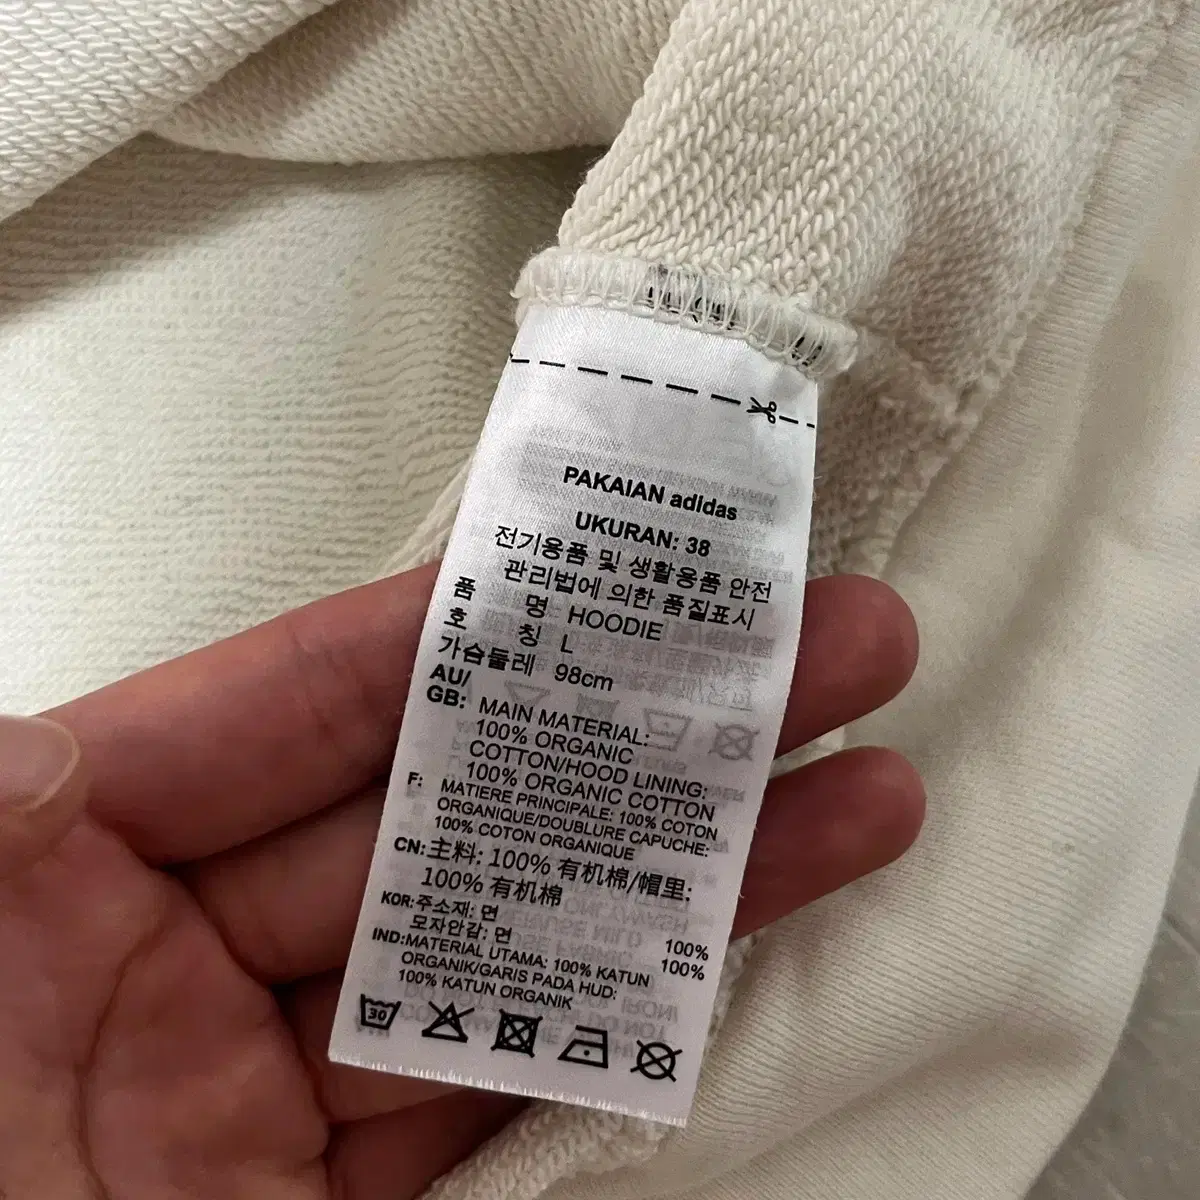 PAKAIAN adidas
UKURAN: 38
전기용품 및 생활용품 안전
관리법에 의한 품질표시
품 명 HOODIE
호 칭 L
가슴둘레 98cm
AU/
GB: MAIN MATERIAL:
100% ORGANIC
COTTON/HOOD LINING:
100% ORGANIC COTTON
F: MATIERE PRINCIPALE: 100% COTON
ORGANIQUE/DOUBLURE CAPUCHE:
100% COTON ORGANIQUE
CN: 主料: 100% 有机棉/帽里:
100% 有机棉
KOR: 주소재: 면 100%
모자안감: 면 100%
IND: MATERIAL UTAMA: 100% KATUN
ORGANIK/GARIS PADA HUD:
100% KATUN ORGANIK
30